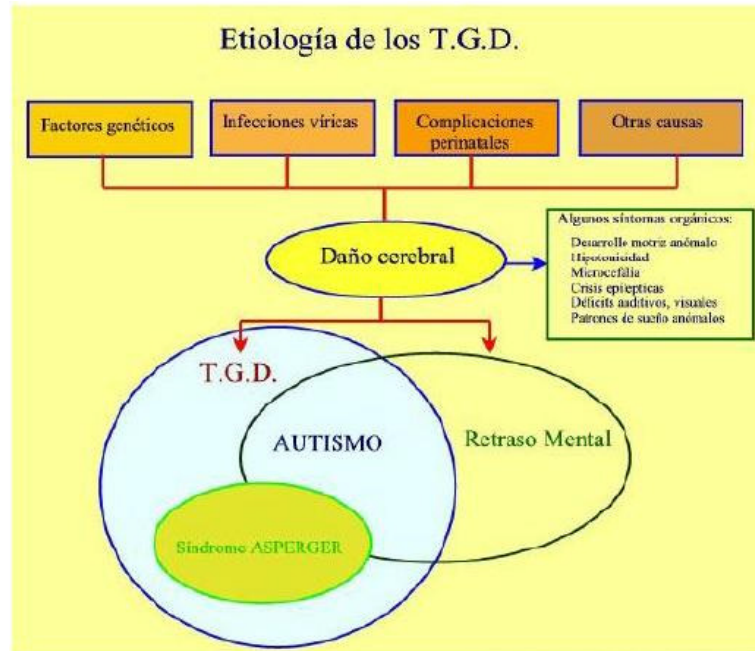 Etiología de los T.G.D.
Factores genéticos
Infecciones víricas
Complicaciones
perinatales
Otras causas
Daño cerebral
Algunos síntomas orgánicos:
Desarrollo motriz anómalo
Hipotonicidad
Microcefália
Crisis epilepticas
Déficits auditivos, visuales
Patrones de sueño anómalos
T.G.D.
AUTISMO
Retraso Mental
Síndrome ASPERGER